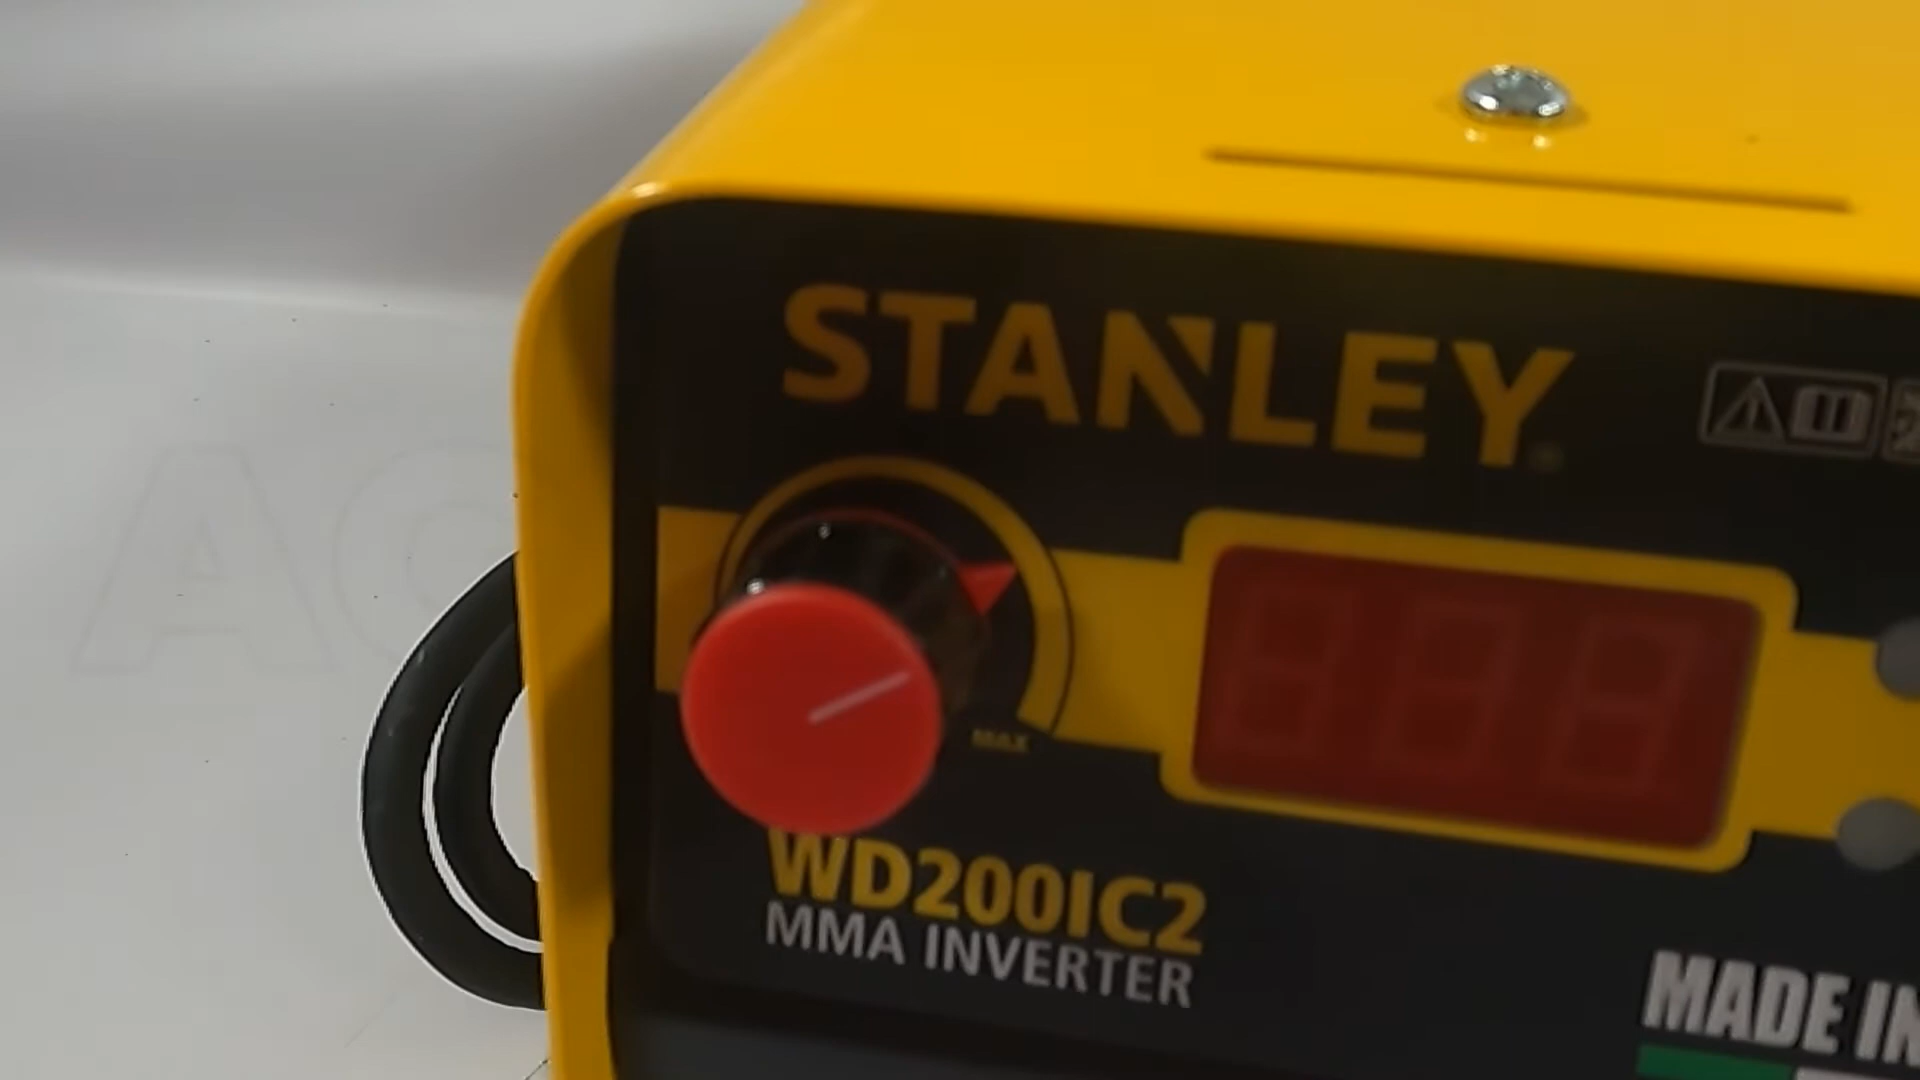 STANLEY
MAX
WD200IC2
MMA INVERTER
MADE IN